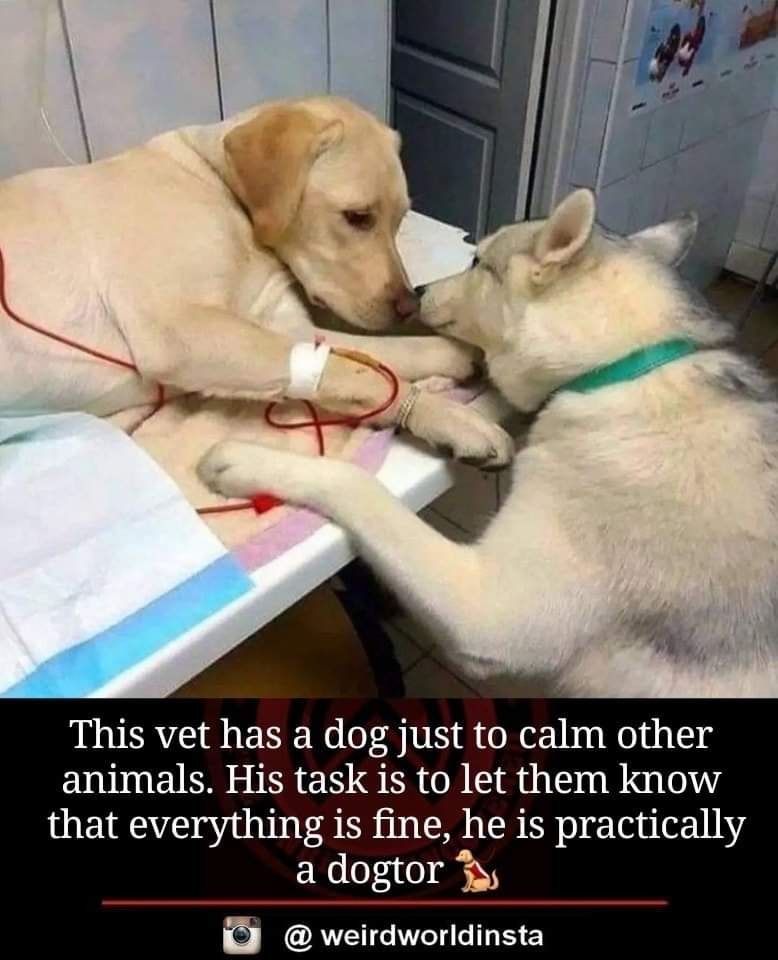 This vet has a dog just to calm other
animals. His task is to let them know
that everything is fine, he is practically
a dogtor 🐕‍🦺
@ weirdworldinsta